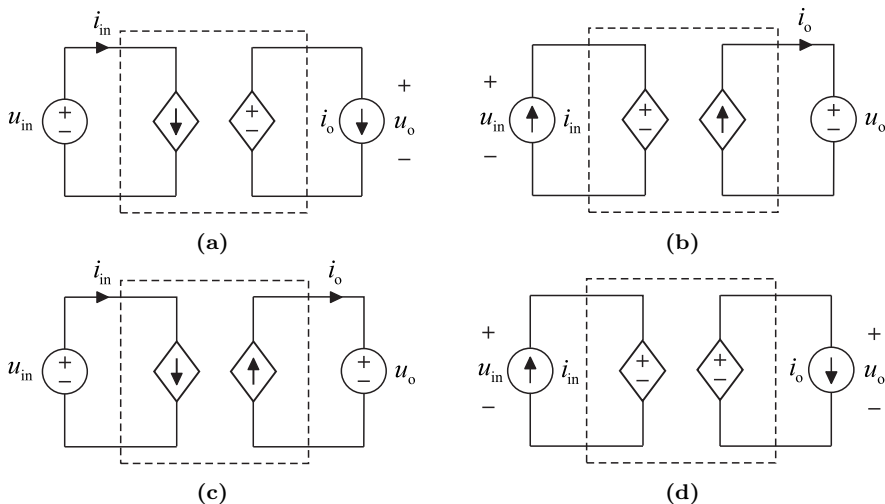 i_in
u_in + − + − i_o + u_o −
(a)
i_o
+ u_in − i_in + − + − u_o
(b)
i_in i_o
u_in + − + − u_o
(c)
+ u_in − i_in + − + − i_o + u_o −
(d)